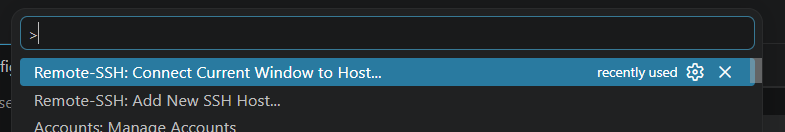 >
Remote-SSH: Connect Current Window to Host... recently used
Remote-SSH: Add New SSH Host...
Accounts: Manage Accounts